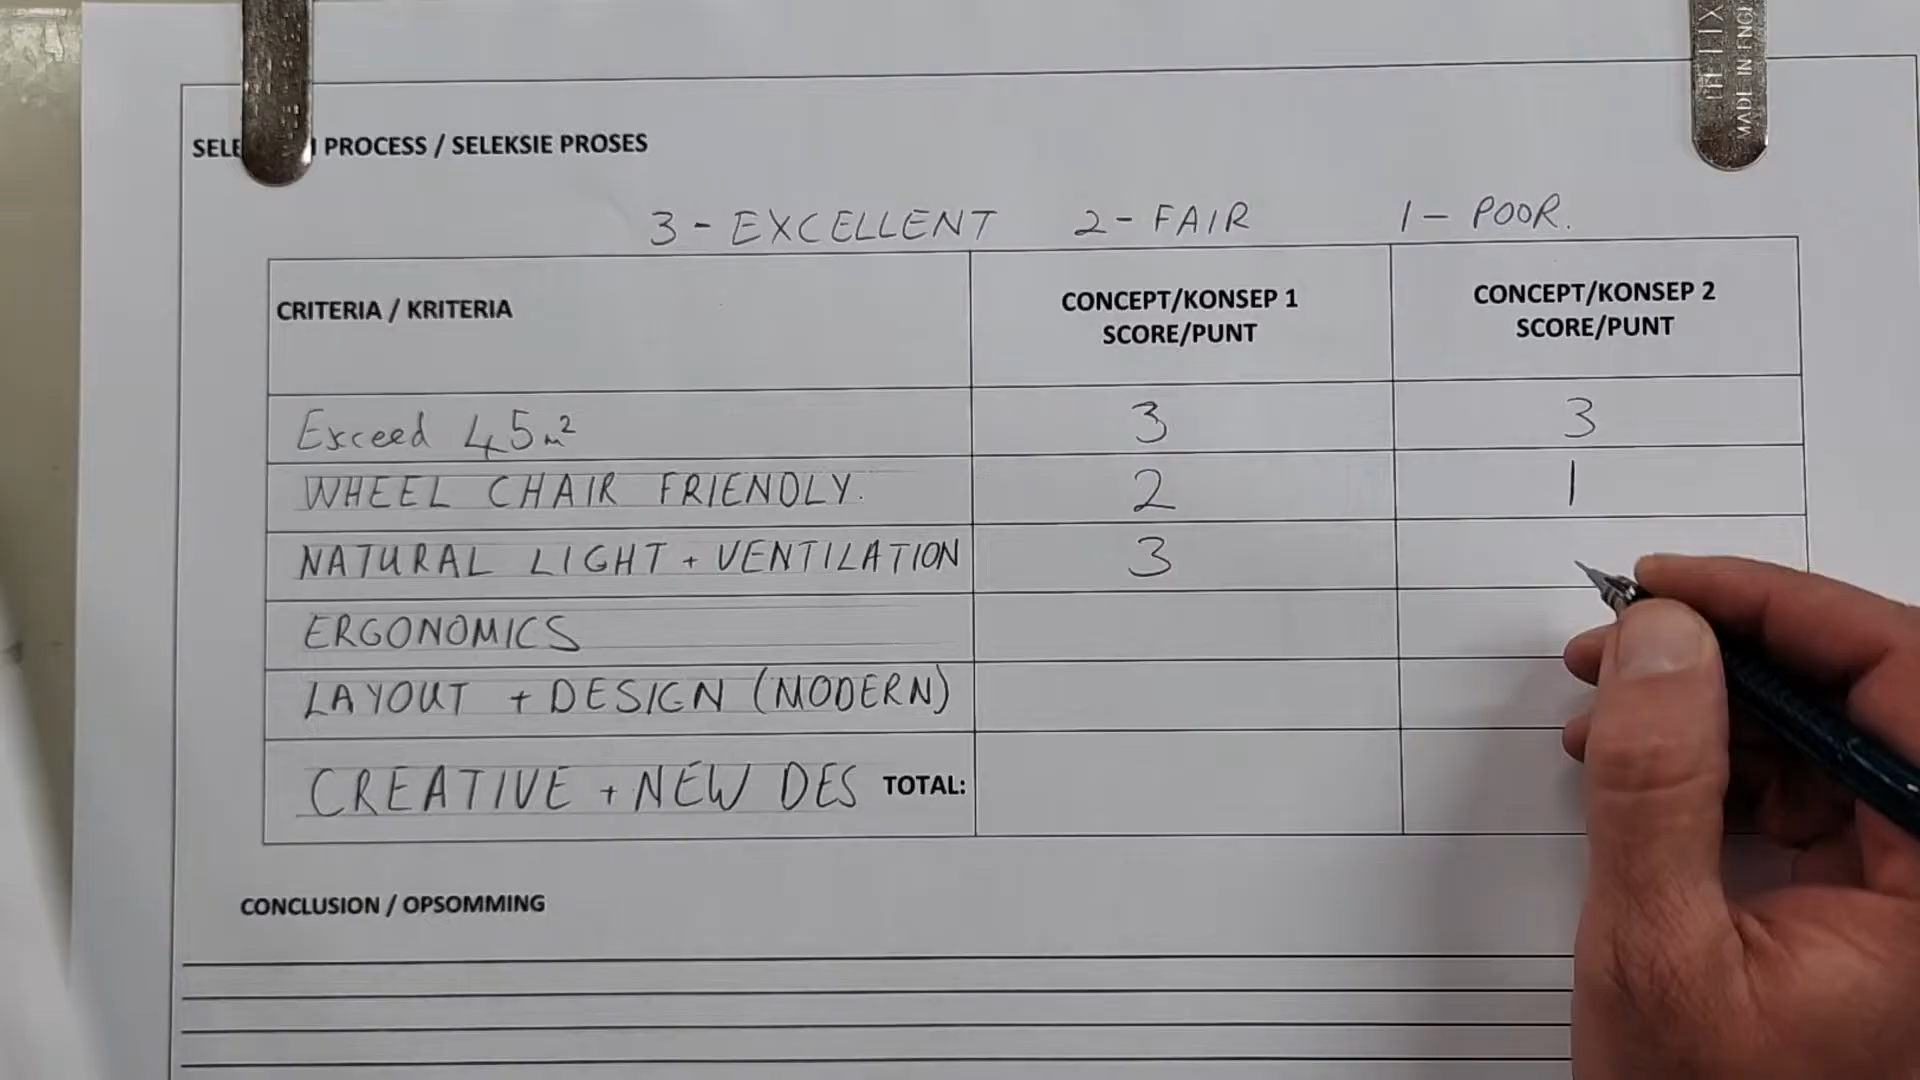 THELIX
MADE IN ENGL
SELE PROCESS / SELEKSIE PROSES
3 - EXCELLENT 2 - FAIR 1 - POOR.
CRITERIA / KRITERIA
CONCEPT/KONSEP 1
SCORE/PUNT
CONCEPT/KONSEP 2
SCORE/PUNT
Exceed 45m² 3 3
WHEEL CHAIR FRIENDLY. 2 1
NATURAL LIGHT + VENTILATION 3
ERGONOMICS
LAYOUT + DESIGN (MODERN)
CREATIVE + NEW DES TOTAL:
CONCLUSION / OPSOMMING